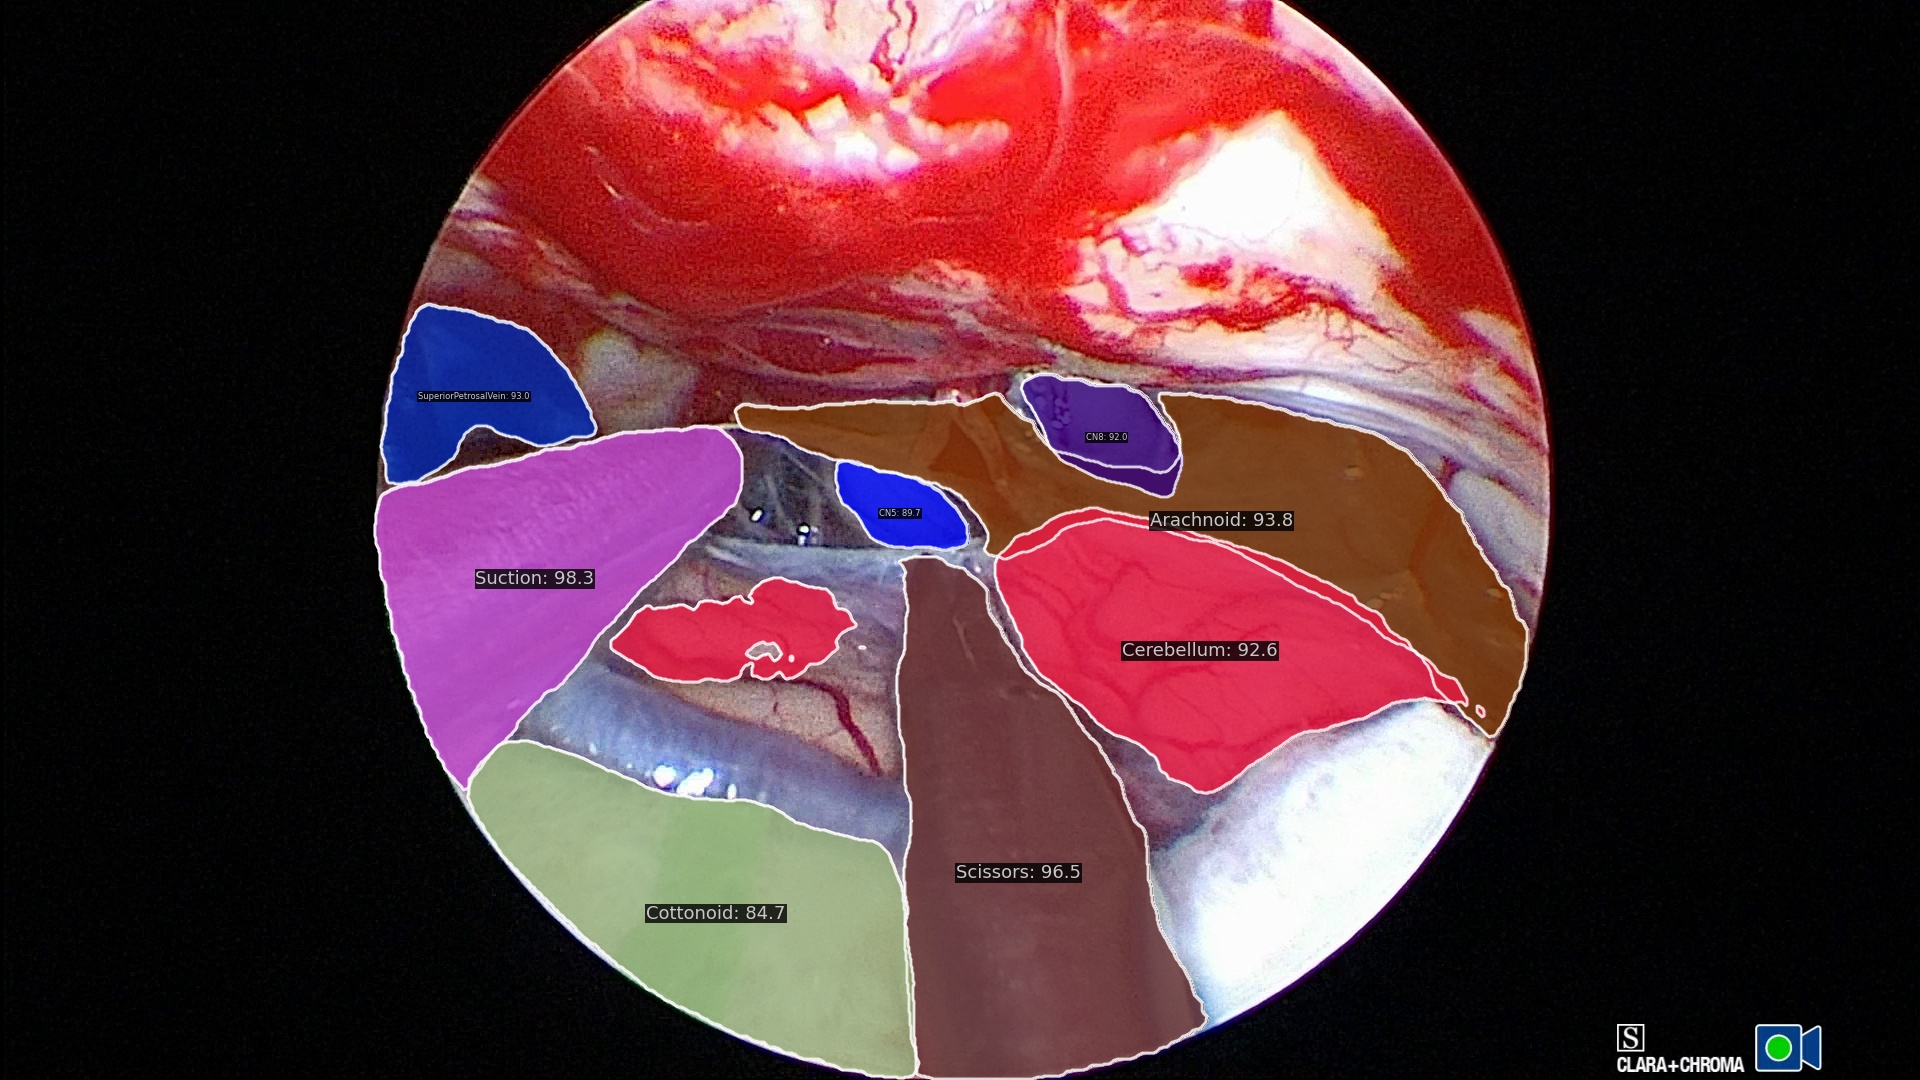 SuperiorPetrosalVein: 93.0
CN8: 92.0
CN5: 89.7
Arachnoid: 93.8
Suction: 98.3
Cerebellum: 92.6
Scissors: 96.5
Cottonoid: 84.7
S
CLARA+CHROMA